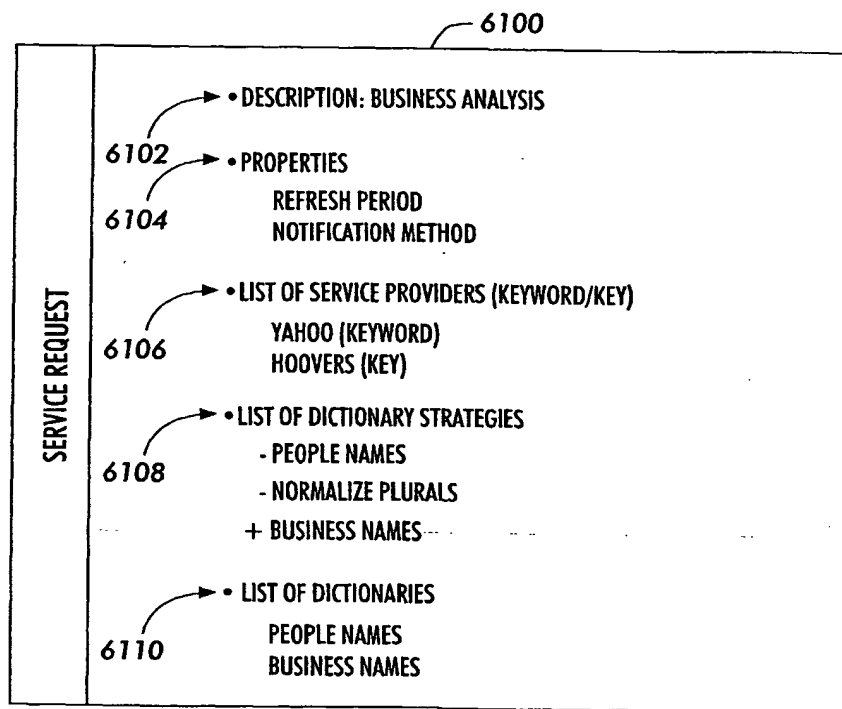 6100
SERVICE REQUEST
6102
• DESCRIPTION: BUSINESS ANALYSIS
6104
• PROPERTIES
REFRESH PERIOD
NOTIFICATION METHOD
6106
• LIST OF SERVICE PROVIDERS (KEYWORD/KEY)
YAHOO (KEYWORD)
HOOVERS (KEY)
6108
• LIST OF DICTIONARY STRATEGIES
- PEOPLE NAMES
- NORMALIZE PLURALS
+ BUSINESS NAMES
6110
• LIST OF DICTIONARIES
PEOPLE NAMES
BUSINESS NAMES